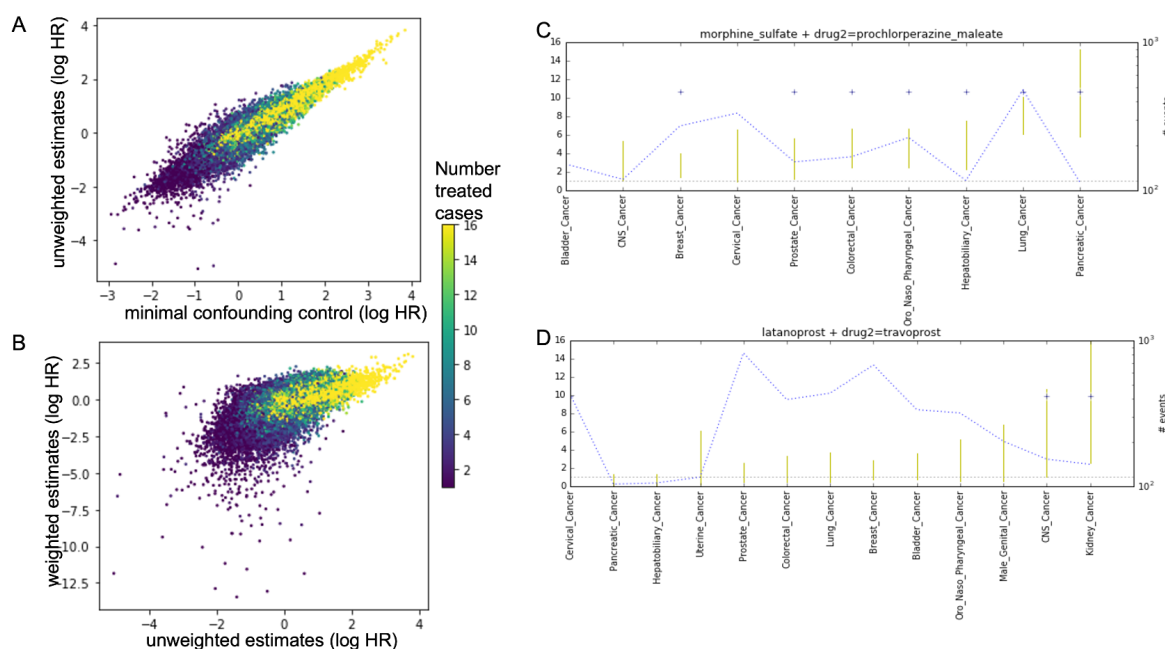 A
unweighted estimates (log HR)
4
2
0
−2
−4
−3
−2
−1
0
1
2
3
4
minimal confounding control (log HR)
Number
treated
cases
16
14
12
10
8
6
4
2
B
weighted estimates (log HR)
2.5
0.0
−2.5
−5.0
−7.5
−10.0
−12.5
−4
−2
0
2
4
unweighted estimates (log HR)
C
morphine_sulfate + drug2=prochlorperazine_maleate
16
14
12
10
8
6
4
2
0
10³
10²
# events
Bladder_Cancer
CNS_Cancer
Breast_Cancer
Cervical_Cancer
Prostate_Cancer
Colorectal_Cancer
Oro_Naso_Pharyngeal_Cancer
Hepatobiliary_Cancer
Lung_Cancer
Pancreatic_Cancer
D
latanoprost + drug2=travoprost
16
14
12
10
8
6
4
2
0
10³
10²
# events
Cervical_Cancer
Pancreatic_Cancer
Hepatobiliary_Cancer
Uterine_Cancer
Prostate_Cancer
Colorectal_Cancer
Lung_Cancer
Breast_Cancer
Bladder_Cancer
Oro_Naso_Pharyngeal_Cancer
Male_Genital_Cancer
CNS_Cancer
Kidney_Cancer